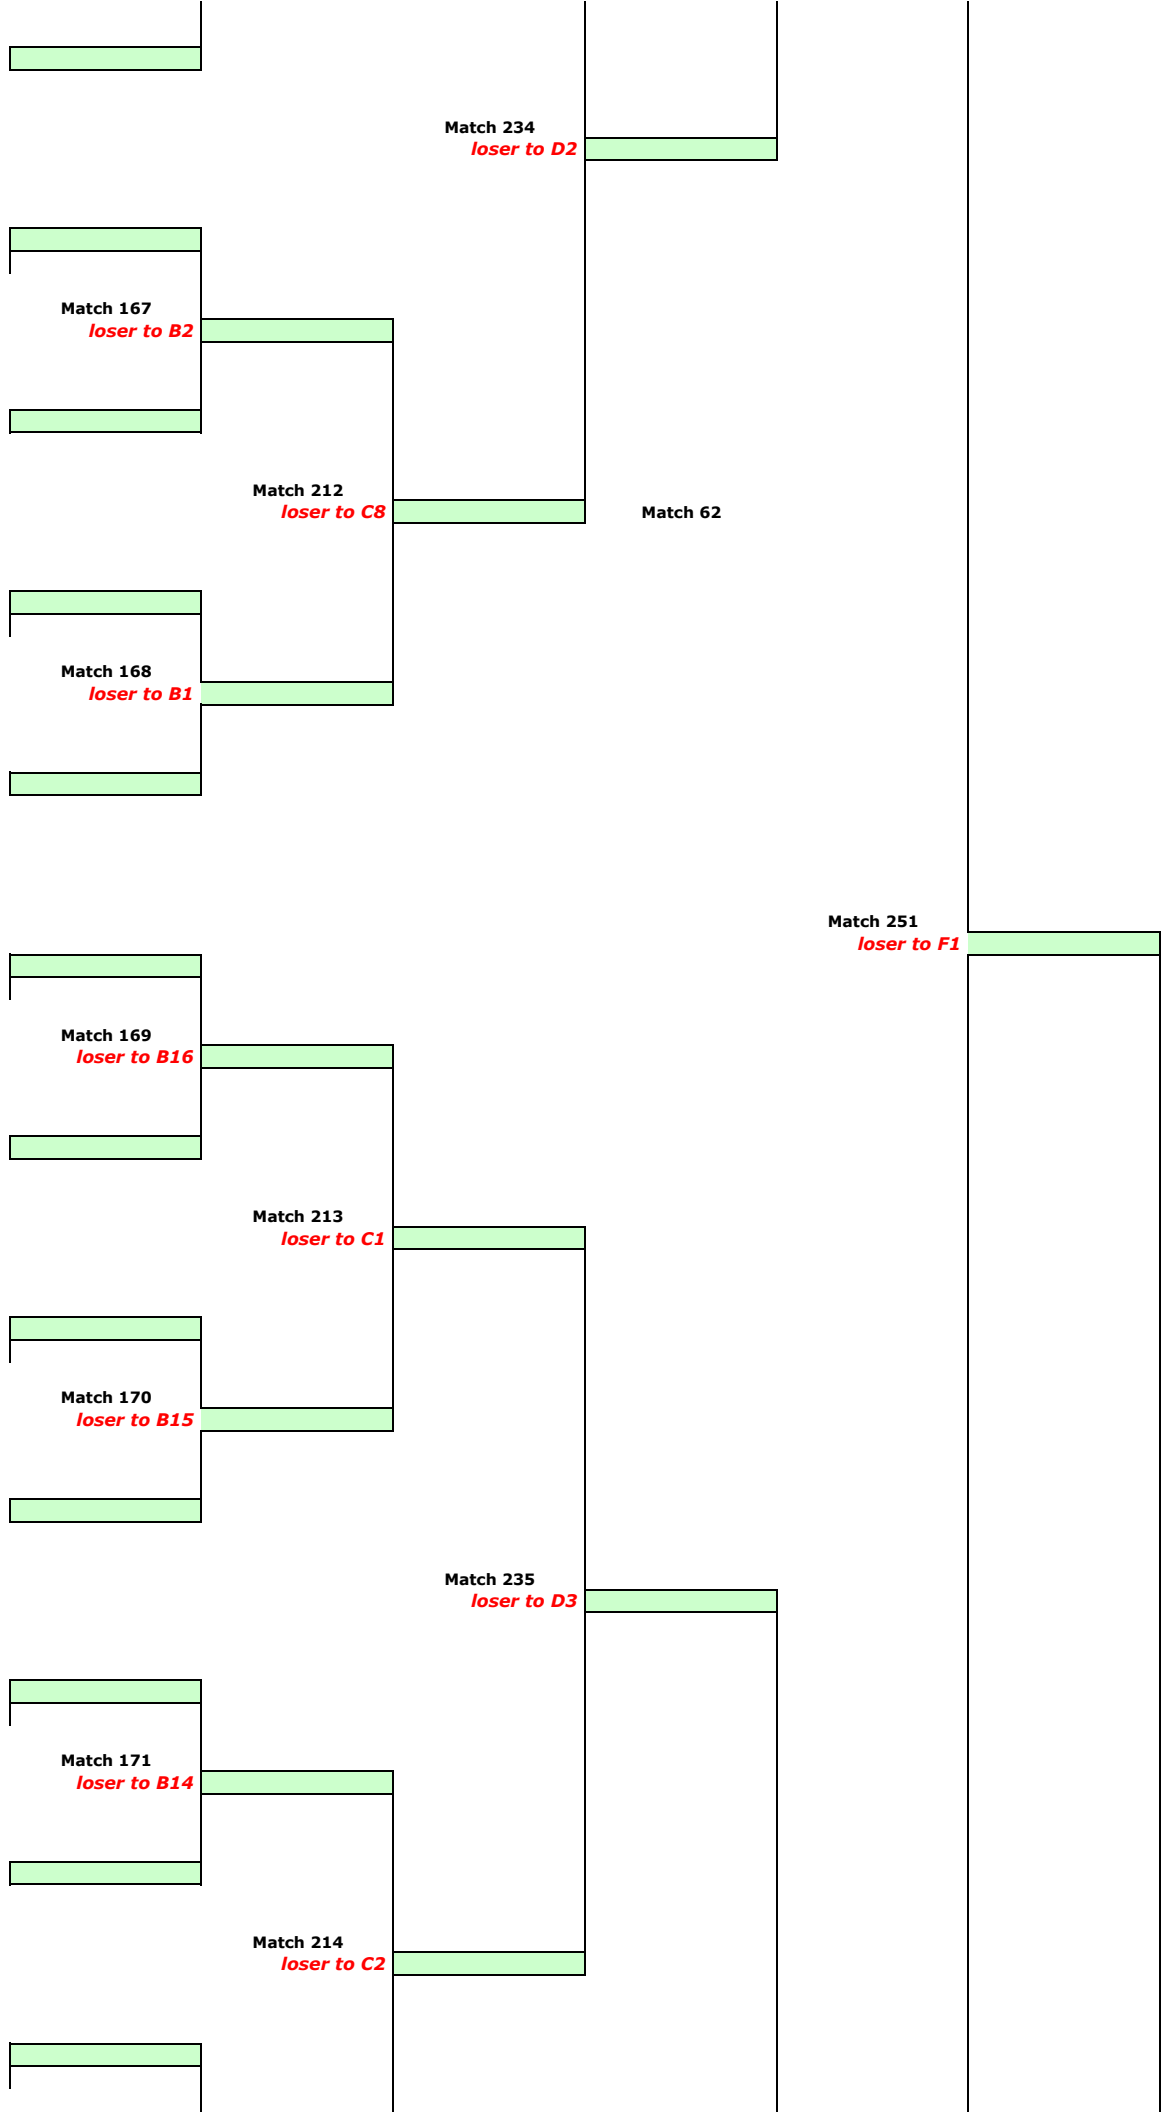 Match 234
loser to D2
Match 167
loser to B2
Match 212
loser to C8
Match 62
Match 168
loser to B1
Match 251
loser to F1
Match 169
loser to B16
Match 213
loser to C1
Match 170
loser to B15
Match 235
loser to D3
Match 171
loser to B14
Match 214
loser to C2